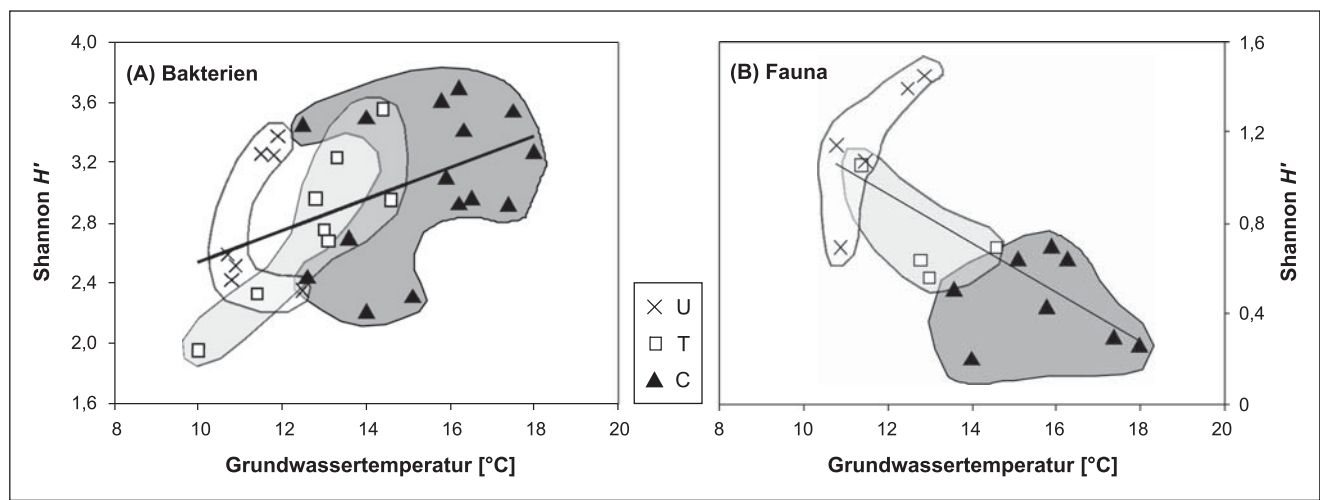 4,0
3,6
3,2
2,8
2,4
2,0
1,6
Shannon H'
(A) Bakterien
8 10 12 14 16 18 20
Grundwassertemperatur [°C]
U
T
C
(B) Fauna
1,6
1,2
0,8
0,4
0
Shannon H'
8 10 12 14 16 18 20
Grundwassertemperatur [°C]